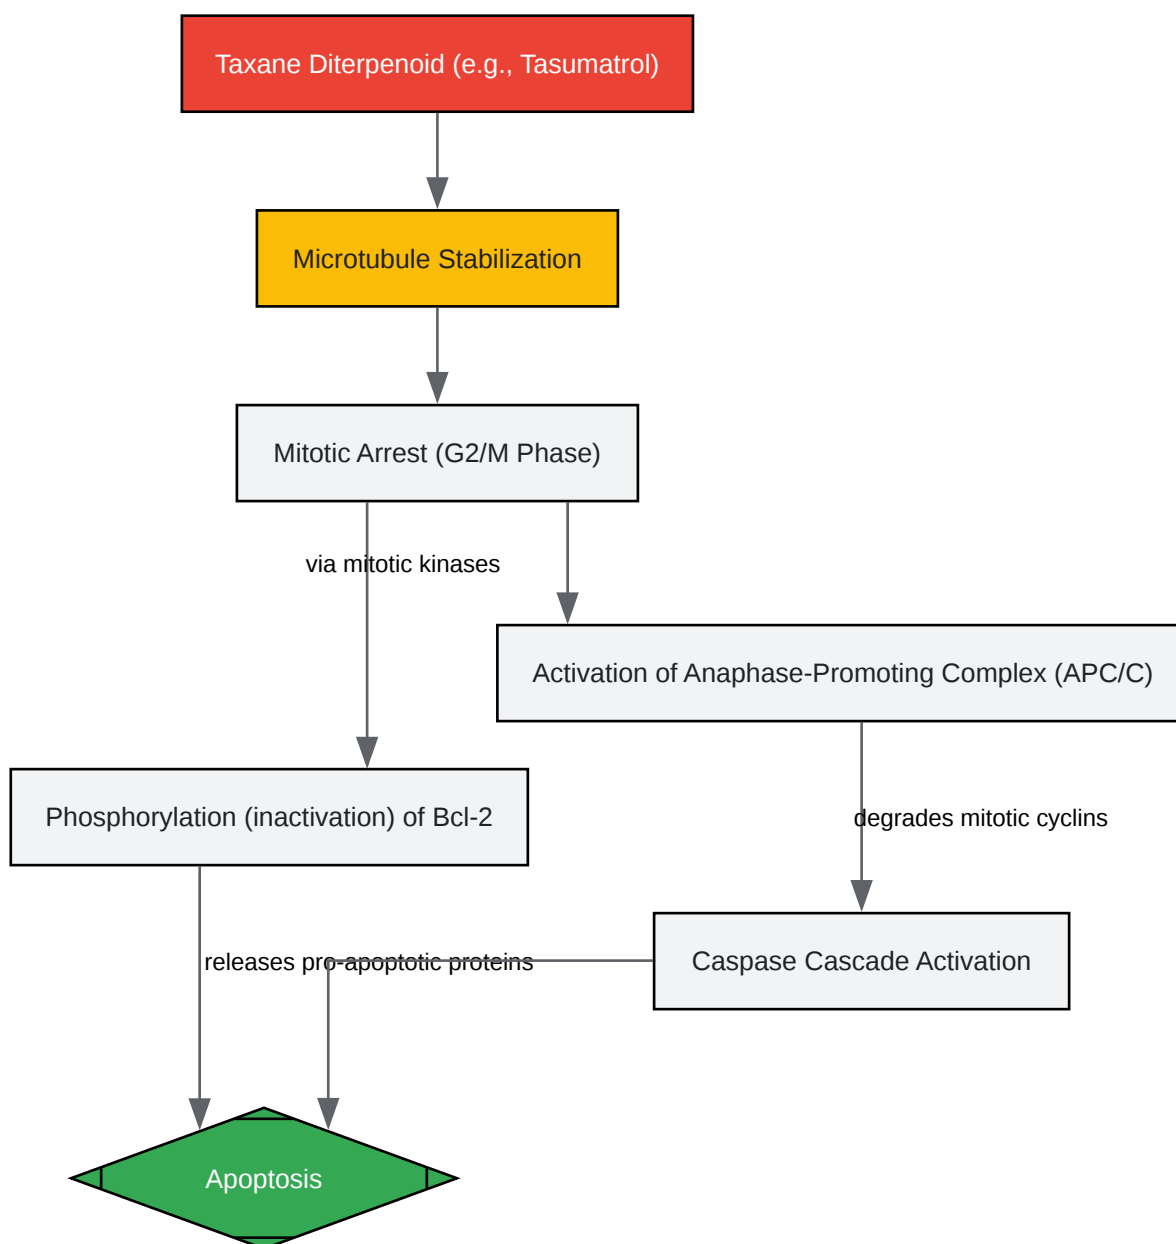 Taxane Diterpenoid (e.g., Tasumatrol)
Microtubule Stabilization
Mitotic Arrest (G2/M Phase)
via mitotic kinases
Activation of Anaphase-Promoting Complex (APC/C)
Phosphorylation (inactivation) of Bcl-2
degrades mitotic cyclins
releases pro-apoptotic proteins
Caspase Cascade Activation
Apoptosis